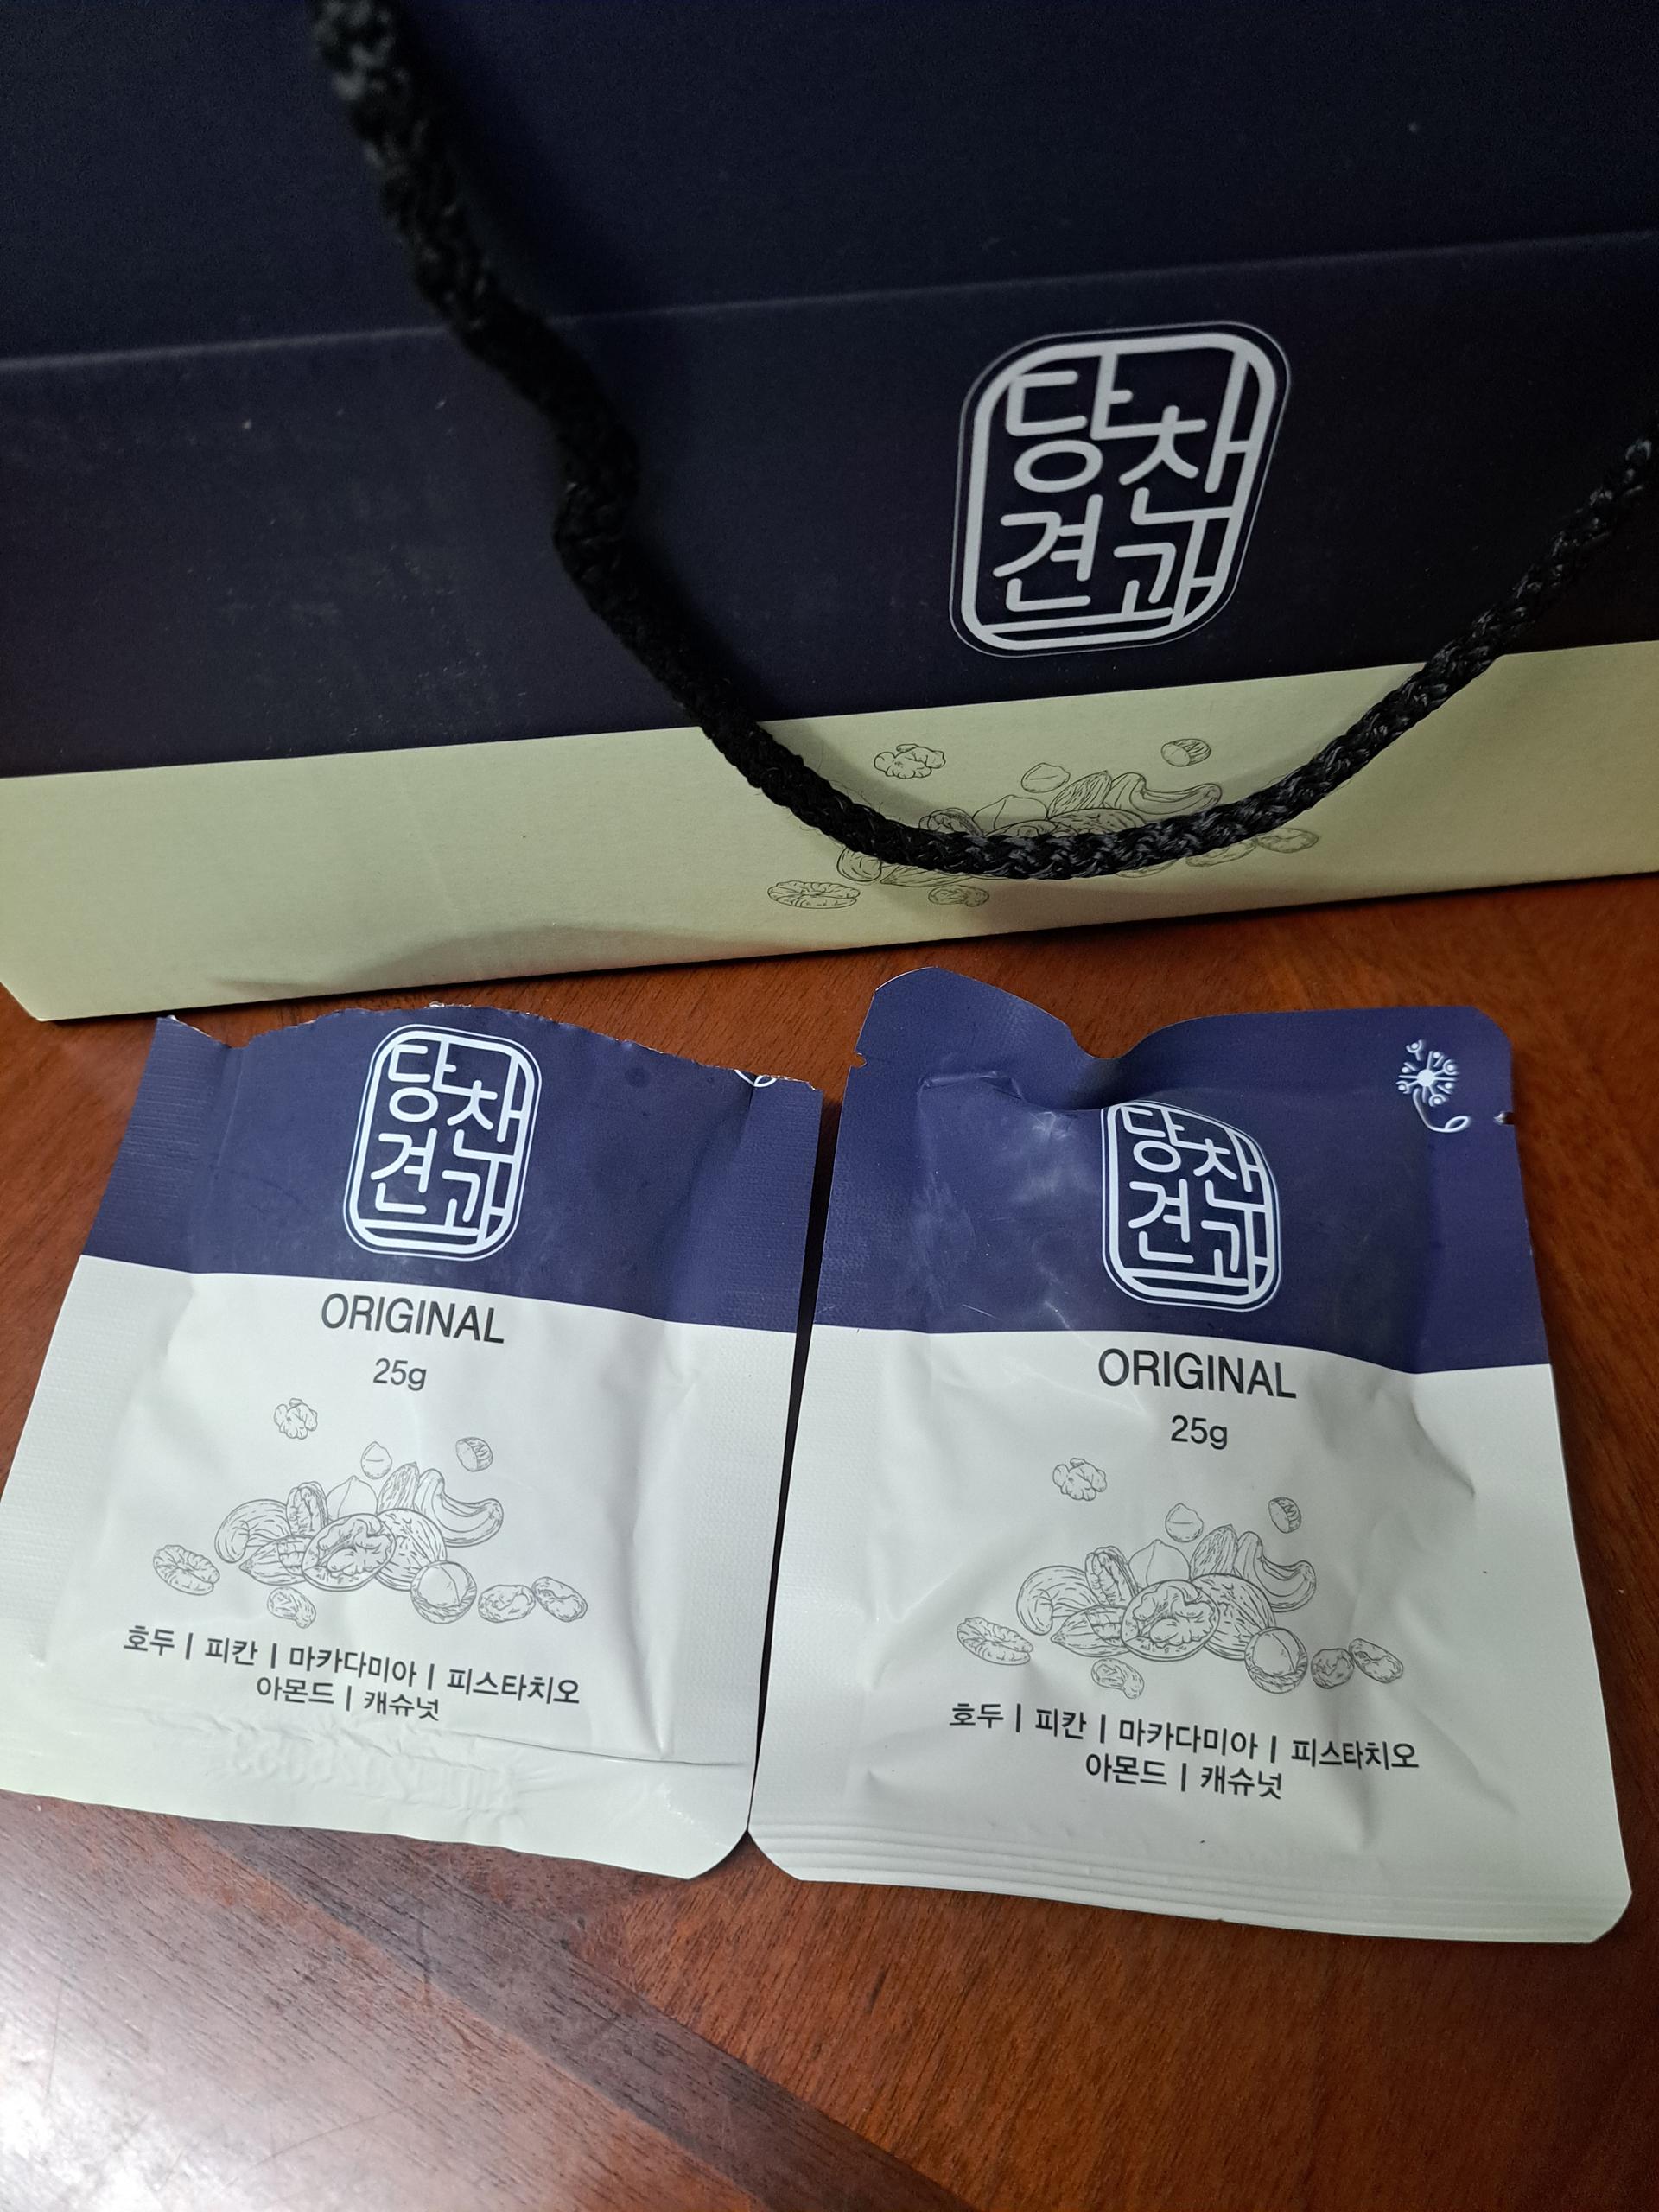 당찬
견과
당찬
견과
ORIGINAL
25g
호두 | 피칸 | 마카다미아 | 피스타치오
아몬드 | 캐슈넛
당찬
견과
ORIGINAL
25g
호두 | 피칸 | 마카다미아 | 피스타치오
아몬드 | 캐슈넛